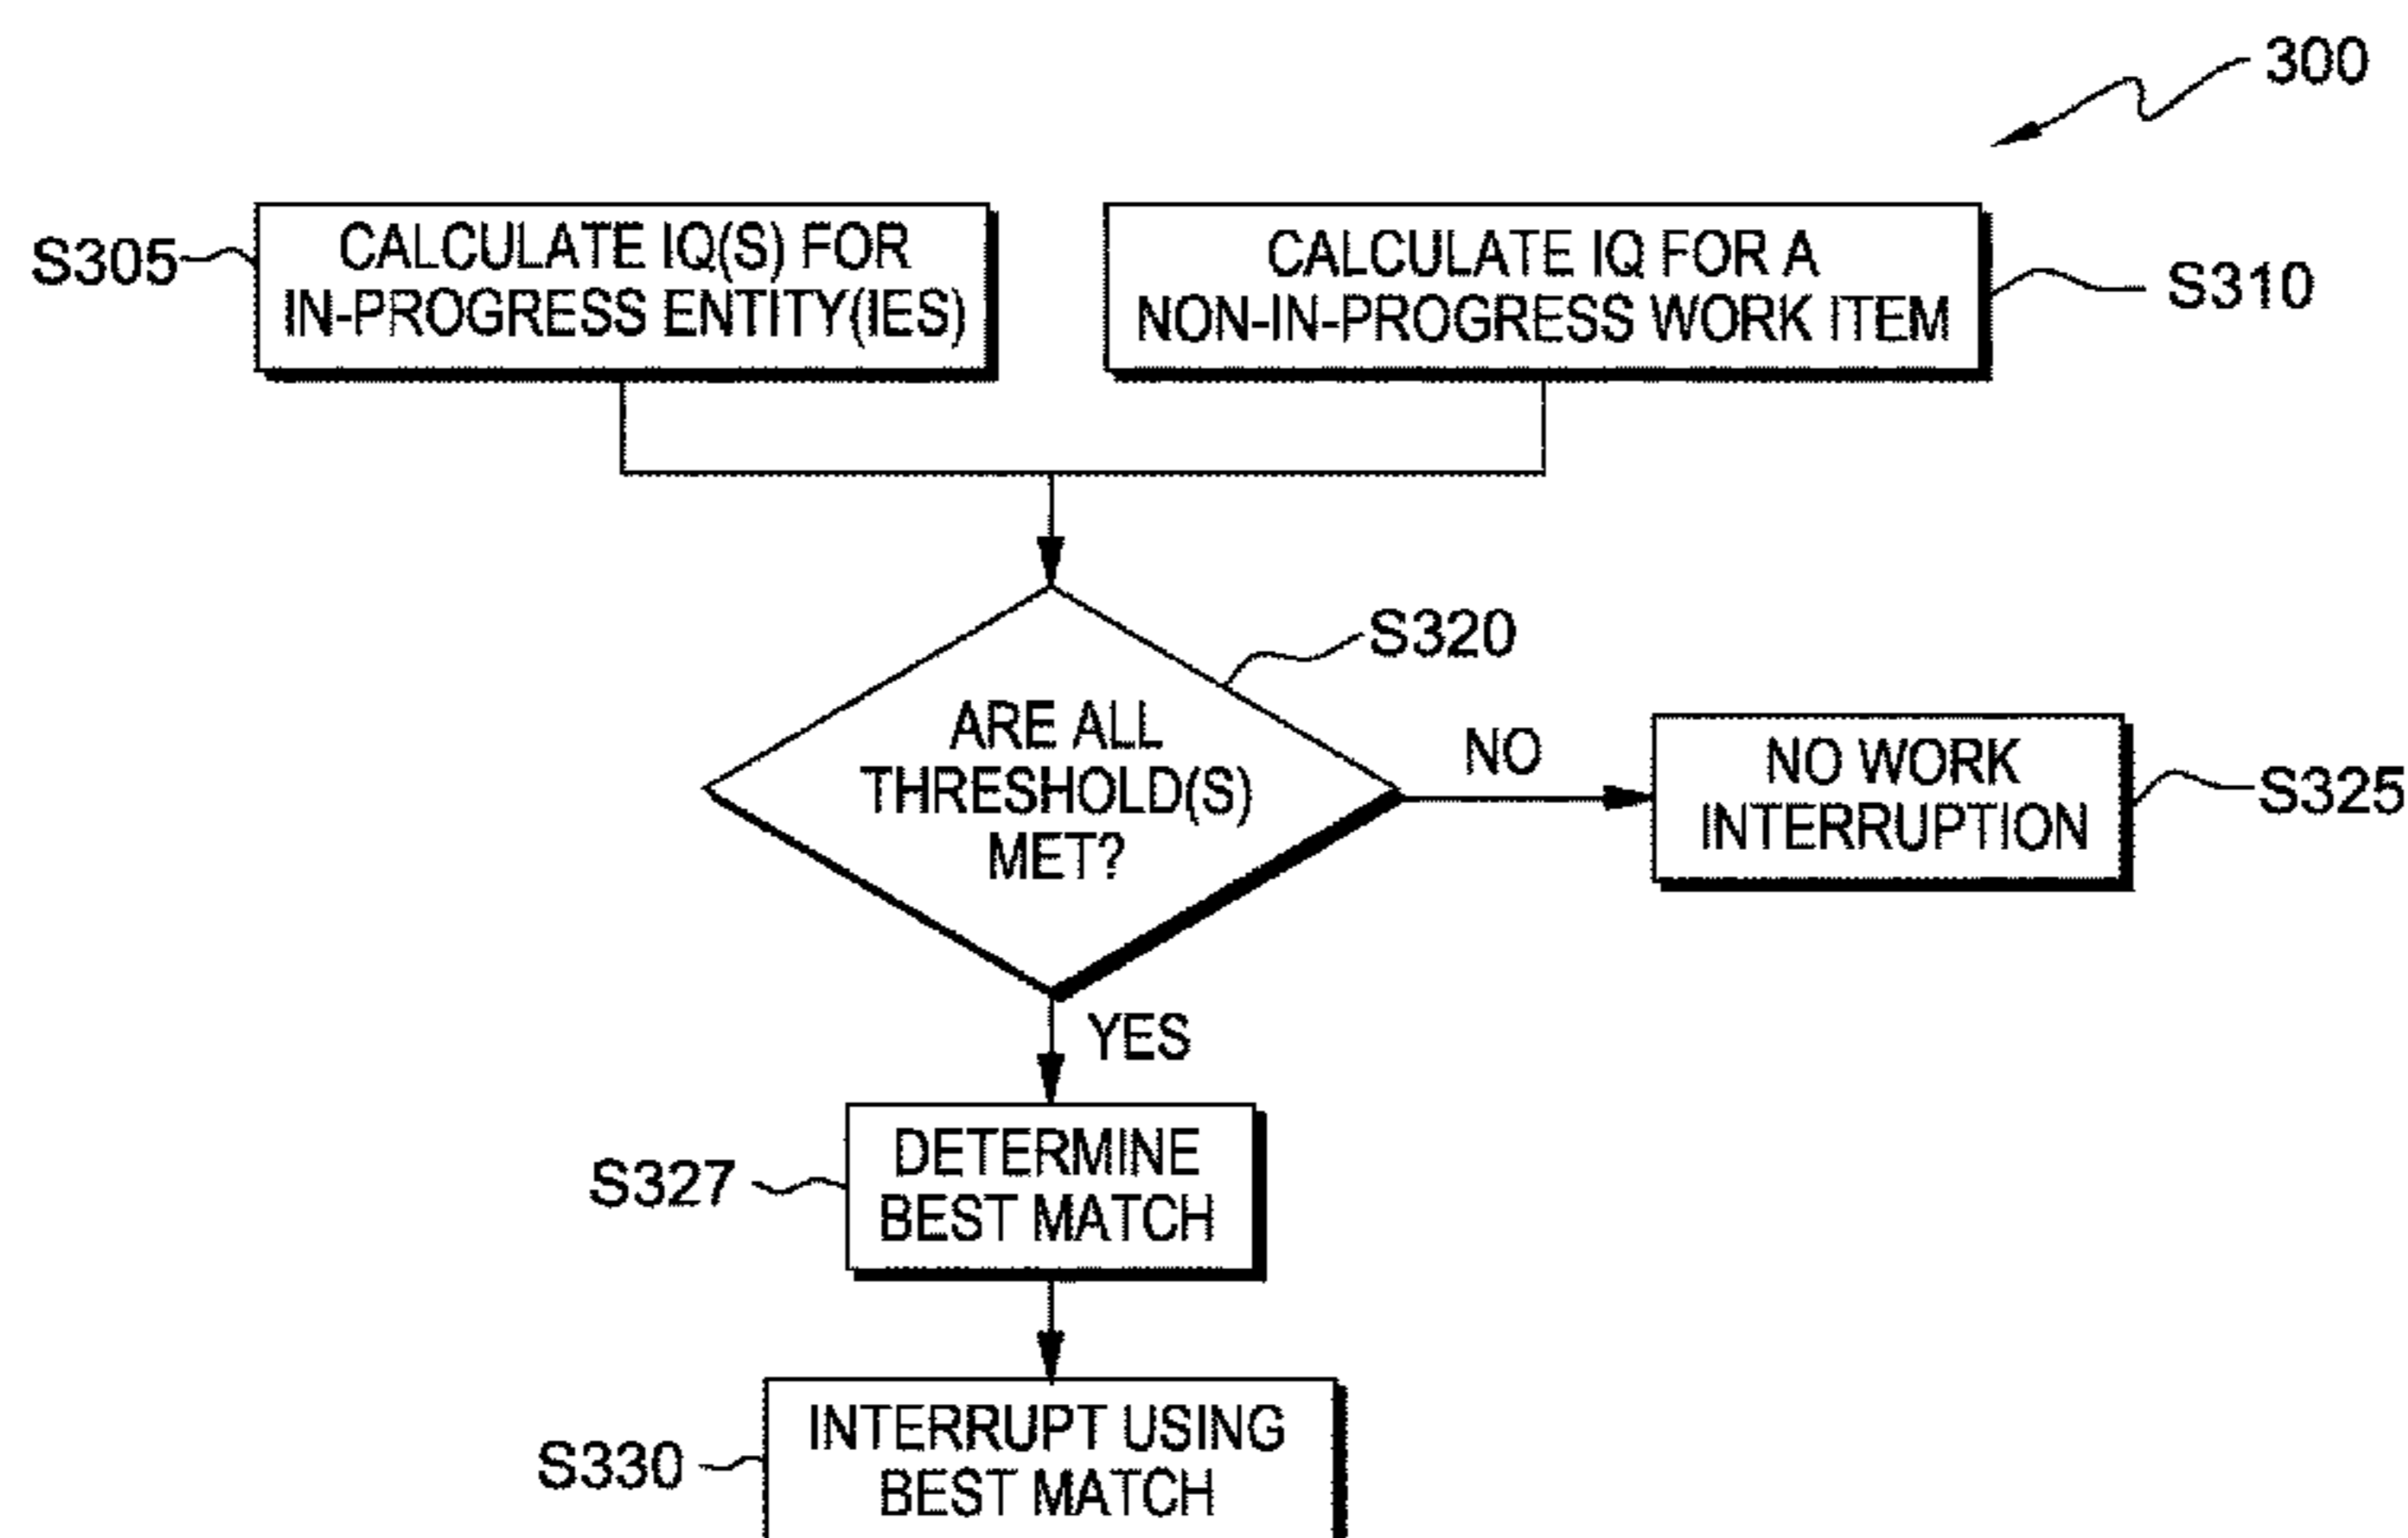 300
S305
CALCULATE IQ(S) FOR
IN-PROGRESS ENTITY(IES)
CALCULATE IQ FOR A
NON-IN-PROGRESS WORK ITEM
S310
S320
ARE ALL
THRESHOLD(S)
MET?
NO
NO WORK
INTERRUPTION
S325
YES
S327
DETERMINE
BEST MATCH
S330
INTERRUPT USING
BEST MATCH